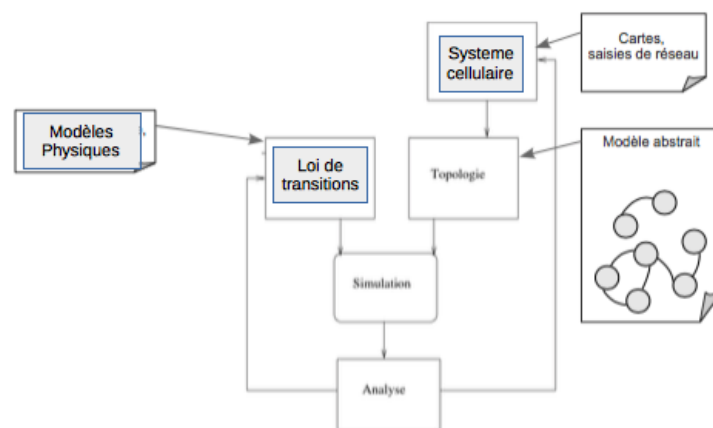 Systeme
cellulaire
Cartes,
saisies de réseau
Modèles
Physiques
Loi de
transitions
Topologie
Modèle abstrait
Simulation
Analyse